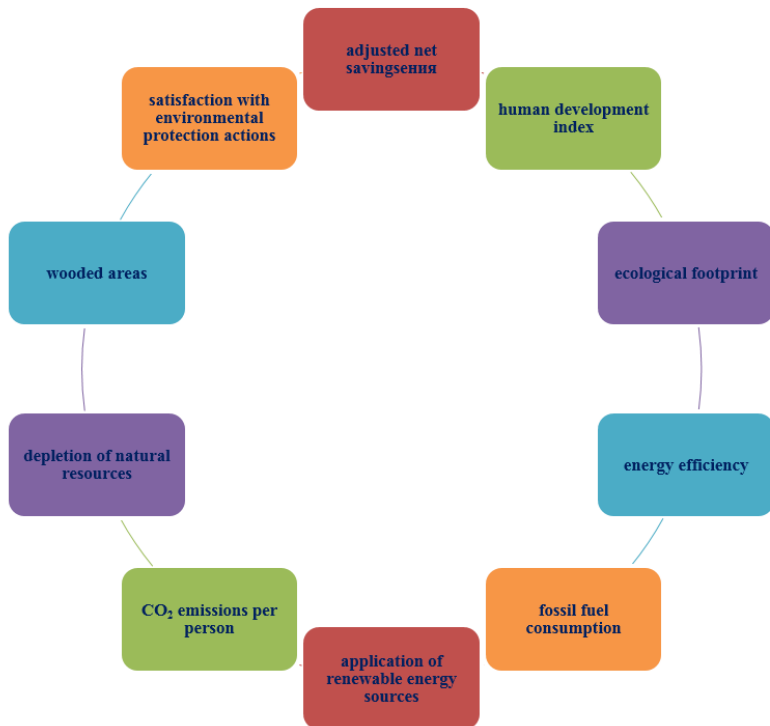 adjusted net
savingsения
human development
index
ecological footprint
energy efficiency
fossil fuel
consumption
application of
renewable energy
sources
CO₂ emissions per
person
depletion of natural
resources
wooded areas
satisfaction with
environmental
protection actions